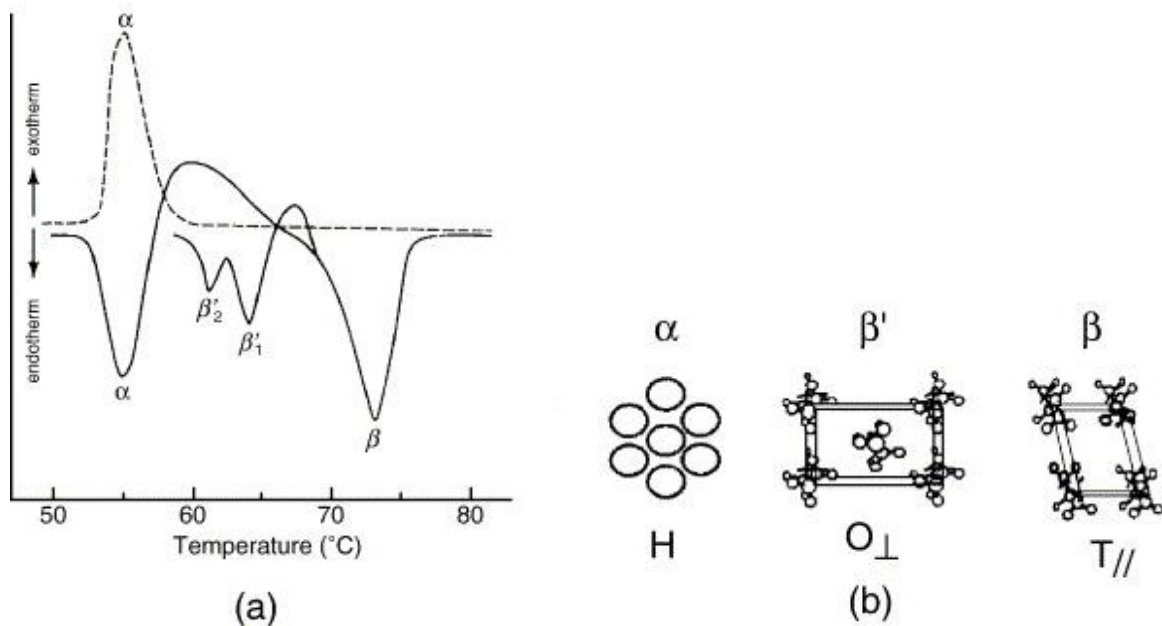 α
exotherm
endotherm
β′₂
β′₁
α
β
50 60 70 80
Temperature (°C)
(a)
α β' β
H O⊥ T//
(b)